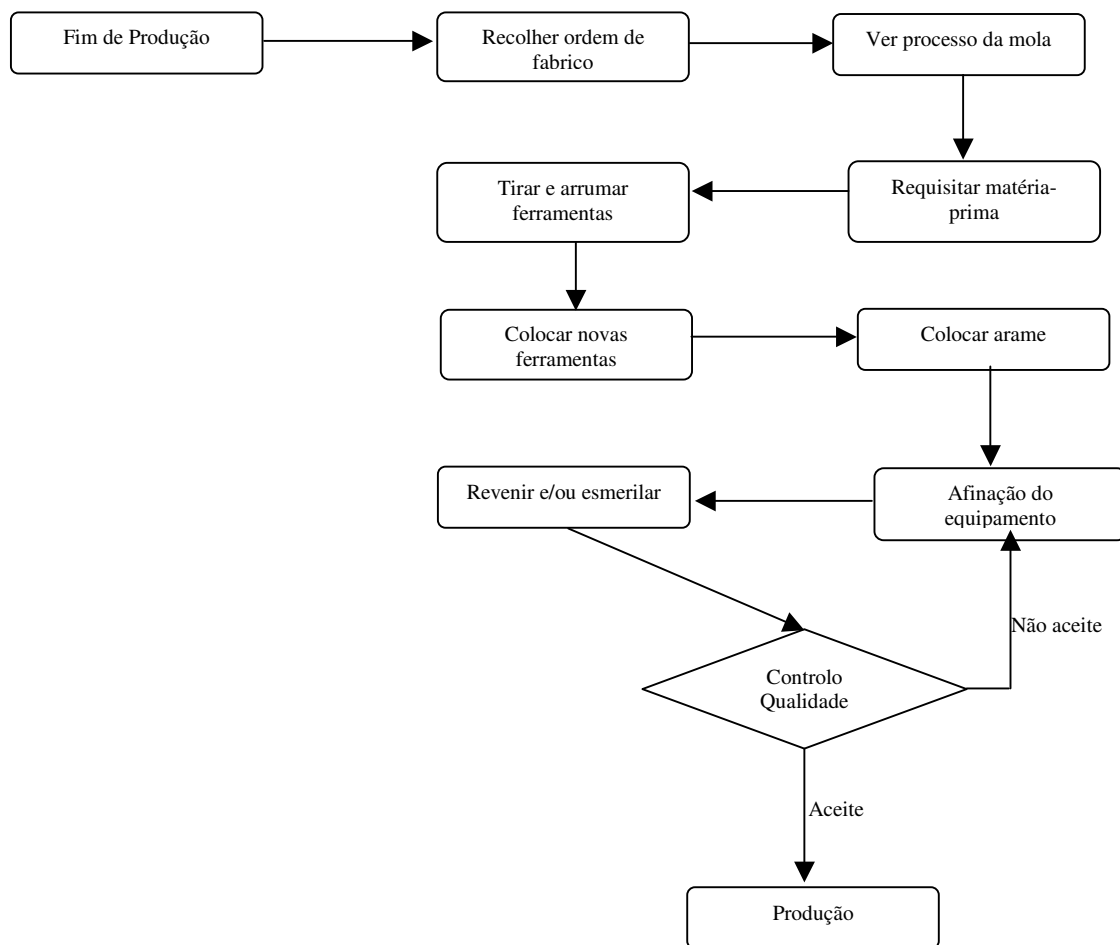 Fim de Produção
Recolher ordem de
fabrico
Ver processo da mola
Requisitar matéria-
prima
Tirar e arrumar
ferramentas
Colocar novas
ferramentas
Colocar arame
Afinação do
equipamento
Revenir e/ou esmerilar
Não aceite
Controlo
Qualidade
Aceite
Produção